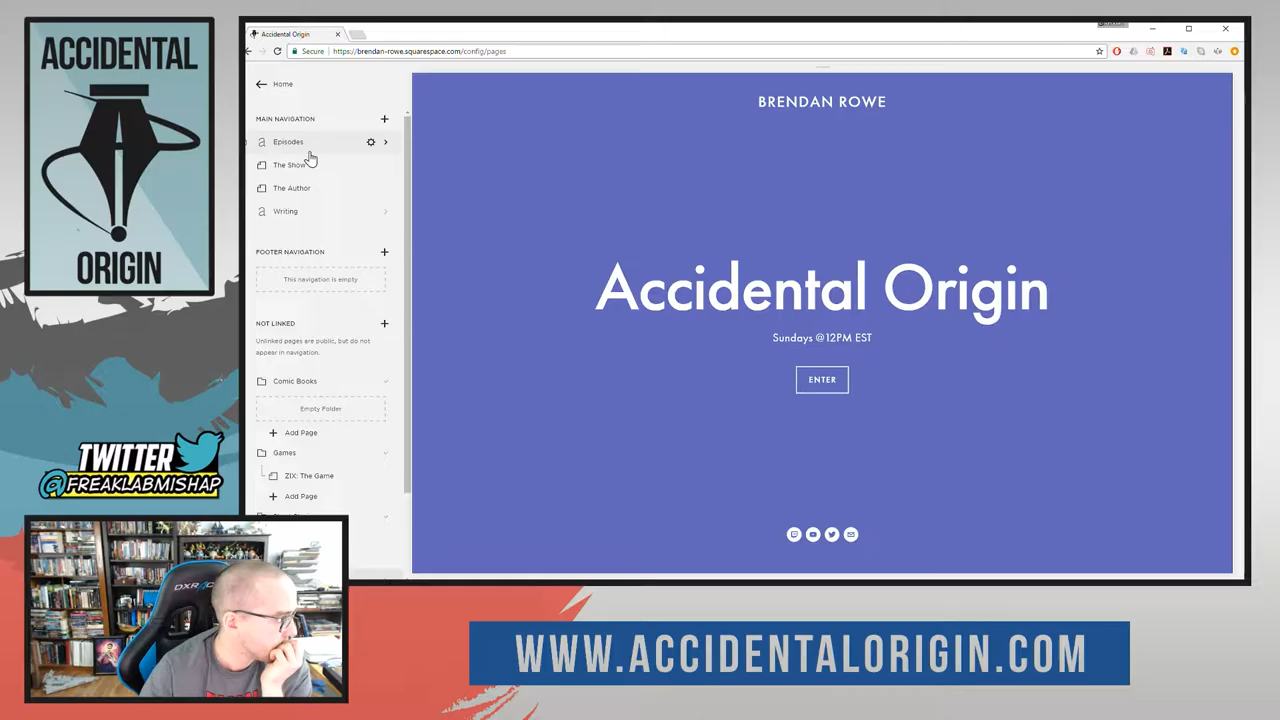 ACCIDENTAL
ORIGIN
TWITTER
@FREAKLABMISHAP
Accidental Origin
Secure
https://brendan-rowe.squarespace.com/config/pages
Home
MAIN NAVIGATION
Episodes
The Show
The Author
Writing
FOOTER NAVIGATION
This navigation is empty
NOT LINKED
Unlinked pages are public, but do not
appear in navigation.
Comic Books
Empty Folder
Add Page
Games
ZIX: The Game
Add Page
BRENDAN ROWE
Accidental Origin
Sundays @12PM EST
ENTER
DXR
WWW.ACCIDENTALORIGIN.COM